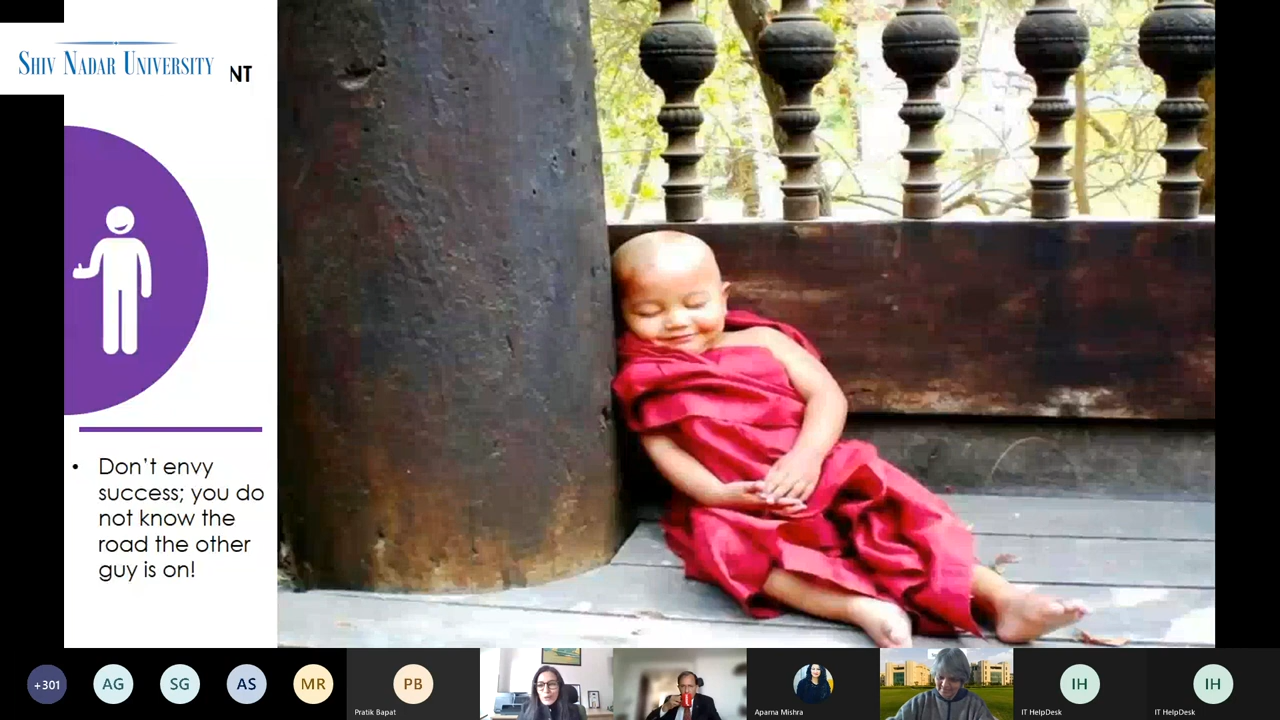 SHIV NADAR UNIVERSITY
NT
• Don't envy
success; you do
not know the
road the other
guy is on!
+301
AG
SG
AS
MR
PB
Pratik Bapat
Aparna Mishra
IH
IT HelpDesk
IH
IT HelpDesk